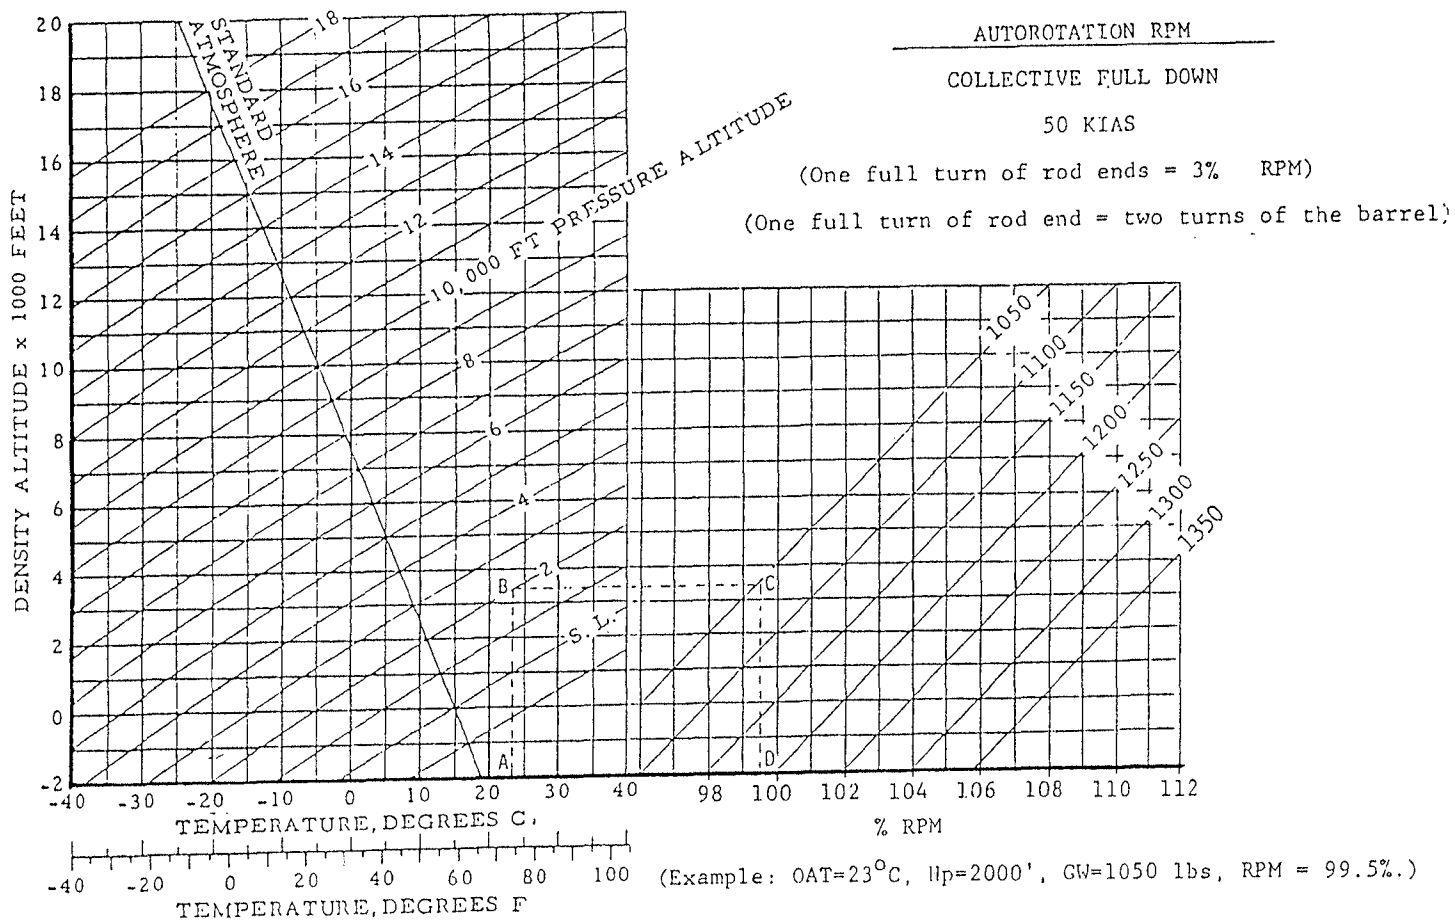 AUTOROTATION RPM
COLLECTIVE FULL DOWN
50 KIAS
(One full turn of rod ends = 3% RPM)
(One full turn of rod end = two turns of the barrel)
DENSITY ALTITUDE x 1000 FEET
20
18
16
14
12
10
8
6
4
2
0
-2
STANDARD
ATMOSPHERE
18
16
14
12
10,000 FT PRESSURE ALTITUDE
8
6
4
2
S.L.
1050
1100
1150
1200
1250
1300
1350
B
C
A
D
-40 -30 -20 -10 0 10 20 30 40
98 100 102 104 106 108 110 112
TEMPERATURE, DEGREES C.
% RPM
-40 -20 0 20 40 60 80 100
TEMPERATURE, DEGREES F
(Example: OAT=23°C, Hp=2000', GW=1050 lbs, RPM = 99.5%.)